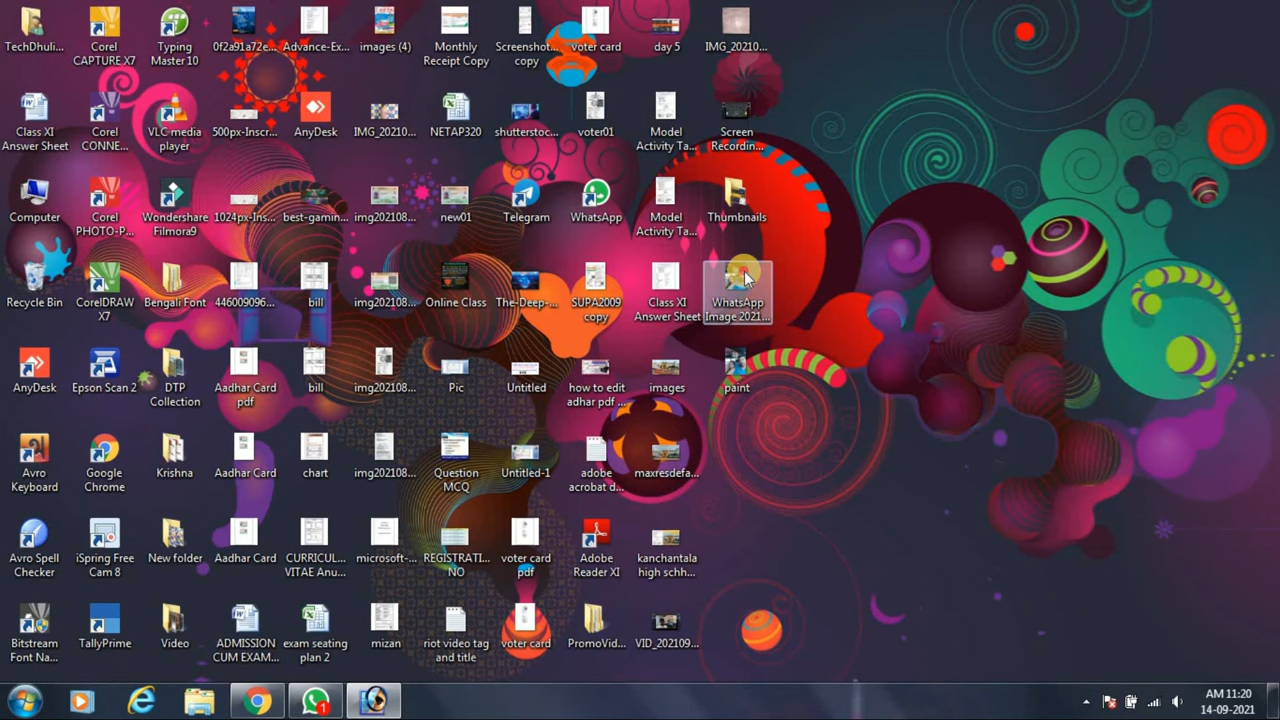 TechDhuli...
Corel
CAPTURE X7
Typing
Master 10
0f2a91a72e...
Advance-Ex...
images (4)
Monthly
Receipt Copy
Screenshot...
copy
voter card
day 5
IMG_20210...
Class XI
Answer Sheet
Corel
CONNE...
VLC media
player
500px-Inscr...
AnyDesk
IMG_20210...
NETAP320
shutterstoc...
voter01
Model
Activity Ta...
Screen
Recordin...
Computer
Corel
PHOTO-P...
Wondershare
Filmora9
1024px-Ins...
best-gamin...
img202108...
new01
Telegram
WhatsApp
Model
Activity Ta...
Thumbnails
Recycle Bin
CorelDRAW
X7
Bengali Font
446009096...
bill
img202108...
Online Class
The-Deep-...
SUPA2009
copy
Class XI
Answer Sheet
WhatsApp
Image 2021...
AnyDesk
Epson Scan 2
DTP
Collection
Aadhar Card
pdf
bill
img202108...
Pic
Untitled
how to edit
adhar pdf ...
images
paint
Avro
Keyboard
Google
Chrome
Krishna
Aadhar Card
chart
img202108...
Question
MCQ
Untitled-1
adobe
acrobat d...
maxresdefa...
Avro Spell
Checker
iSpring Free
Cam 8
New folder
Aadhar Card
CURRICUL...
VITAE Anu...
microsoft-...
REGISTRATI...
NO
voter card
pdf
Adobe
Reader XI
kanchantala
high schh...
Bitstream
Font Na...
TallyPrime
Video
ADMISSION
CUM EXAM...
exam seating
plan 2
mizan
riot video tag
and title
voter card
PromoVid...
VID_202109...
1
AM 11:20
14-09-2021